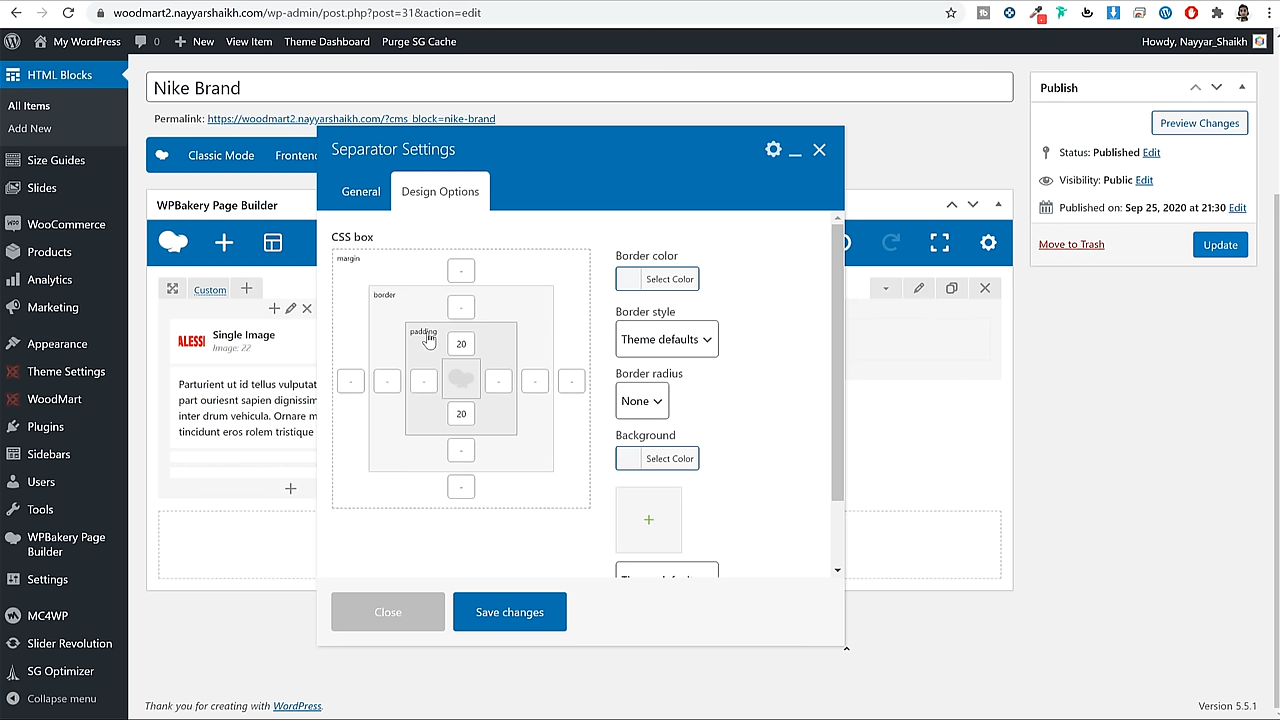 woodmart2.nayyarshaikh.com/wp-admin/post.php?post=31&action=edit
My WordPress
0
New
View Item
Theme Dashboard
Purge SG Cache
Howdy, Nayyar_Shaikh
HTML Blocks
All Items
Add New
Size Guides
Slides
WooCommerce
Products
Analytics
Marketing
Appearance
Theme Settings
WoodMart
Plugins
Sidebars
Users
Tools
WPBakery Page
Builder
Settings
MC4WP
Slider Revolution
SG Optimizer
Collapse menu
Nike Brand
Permalink: https://woodmart2.nayyarshaikh.com/?cms_block=nike-brand
Classic Mode
Frontend
WPBakery Page Builder
Custom
ALESSI
Single Image
Image: 22
Parturient ut id tellus vulputat
part ouriesnt sapien dignissim
inter drum vehicula. Ornare m
tincidunt eros rolem tristique
Separator Settings
General
Design Options
CSS box
margin
-
border
-
padding
20
- - - - - -
20
-
-
Border color
Select Color
Border style
Theme defaults
Border radius
None
Background
Select Color
+
Close
Save changes
Publish
Preview Changes
Status: Published Edit
Visibility: Public Edit
Published on: Sep 25, 2020 at 21:30 Edit
Move to Trash
Update
Thank you for creating with WordPress.
Version 5.5.1